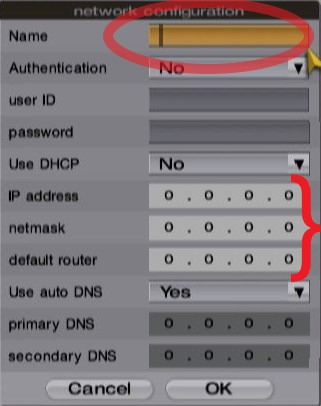 network configuration
Name
Authentication No
user ID
password
Use DHCP No
IP address 0 . 0 . 0 . 0
netmask 0 . 0 . 0 . 0
default router 0 . 0 . 0 . 0
Use auto DNS Yes
primary DNS 0 . 0 . 0 . 0
secondary DNS 0 . 0 . 0 . 0
Cancel OK